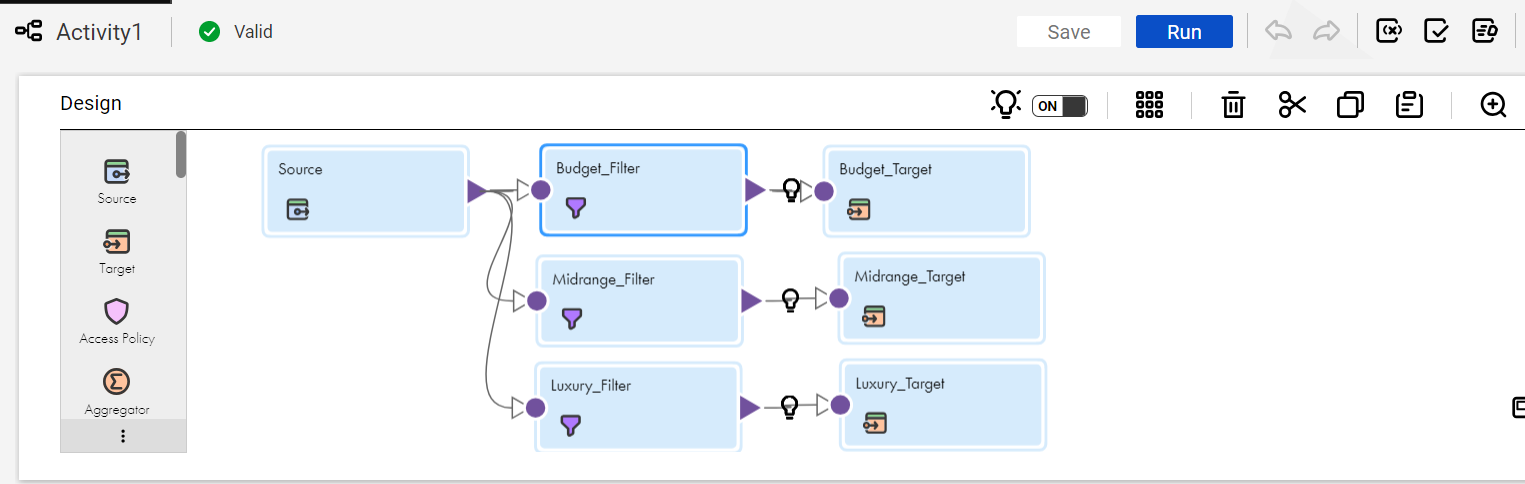 Activity1
Valid
Save
Run
Design
ON
Source
Target
Access Policy
Aggregator
Source
Budget_Filter
Budget_Target
Midrange_Filter
Midrange_Target
Luxury_Filter
Luxury_Target